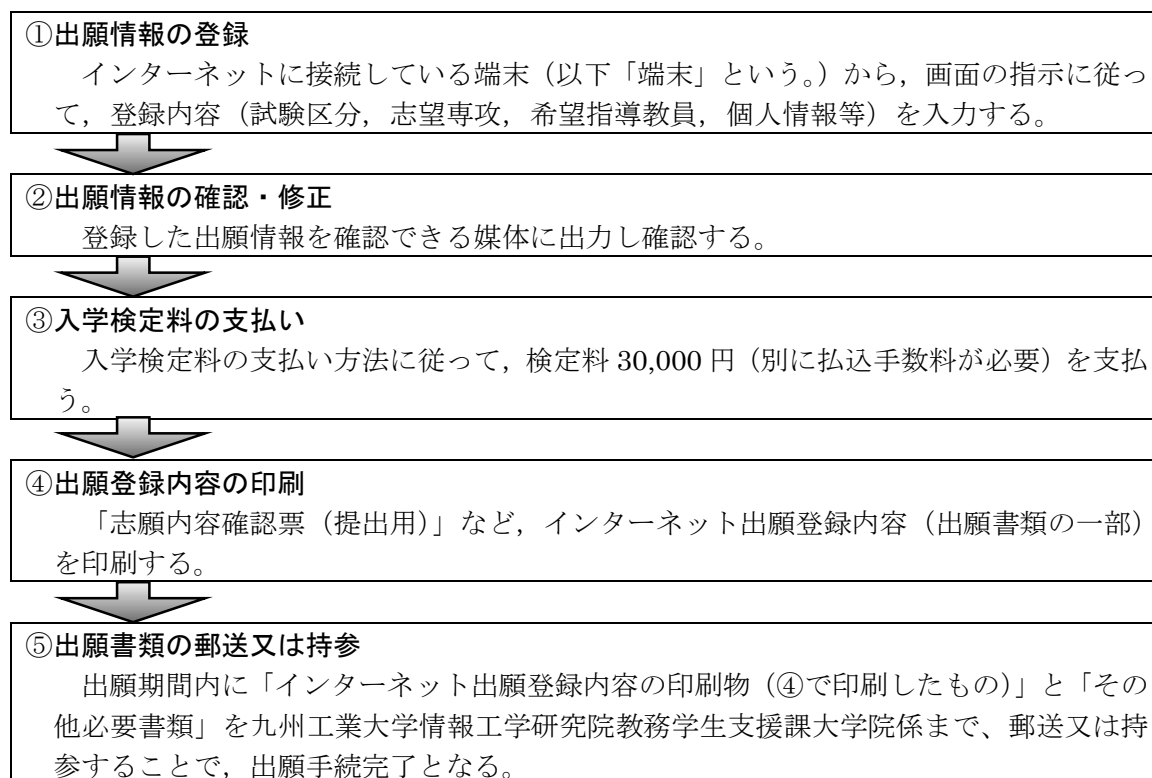 ①出願情報の登録
インターネットに接続している端末（以下「端末」という。）から，画面の指示に従っ
て，登録内容（試験区分，志望専攻，希望指導教員，個人情報等）を入力する。
②出願情報の確認・修正
登録した出願情報を確認できる媒体に出力し確認する。
③入学検定料の支払い
入学検定料の支払い方法に従って，検定料 30,000 円（別に払込手数料が必要）を支払
う。
④出願登録内容の印刷
「志願内容確認票（提出用）」など，インターネット出願登録内容（出願書類の一部）
を印刷する。
⑤出願書類の郵送又は持参
出願期間内に「インターネット出願登録内容の印刷物（④で印刷したもの）」と「その
他必要書類」を九州工業大学情報工学研究院教務学生支援課大学院係まで、郵送又は持
参することで，出願手続完了となる。